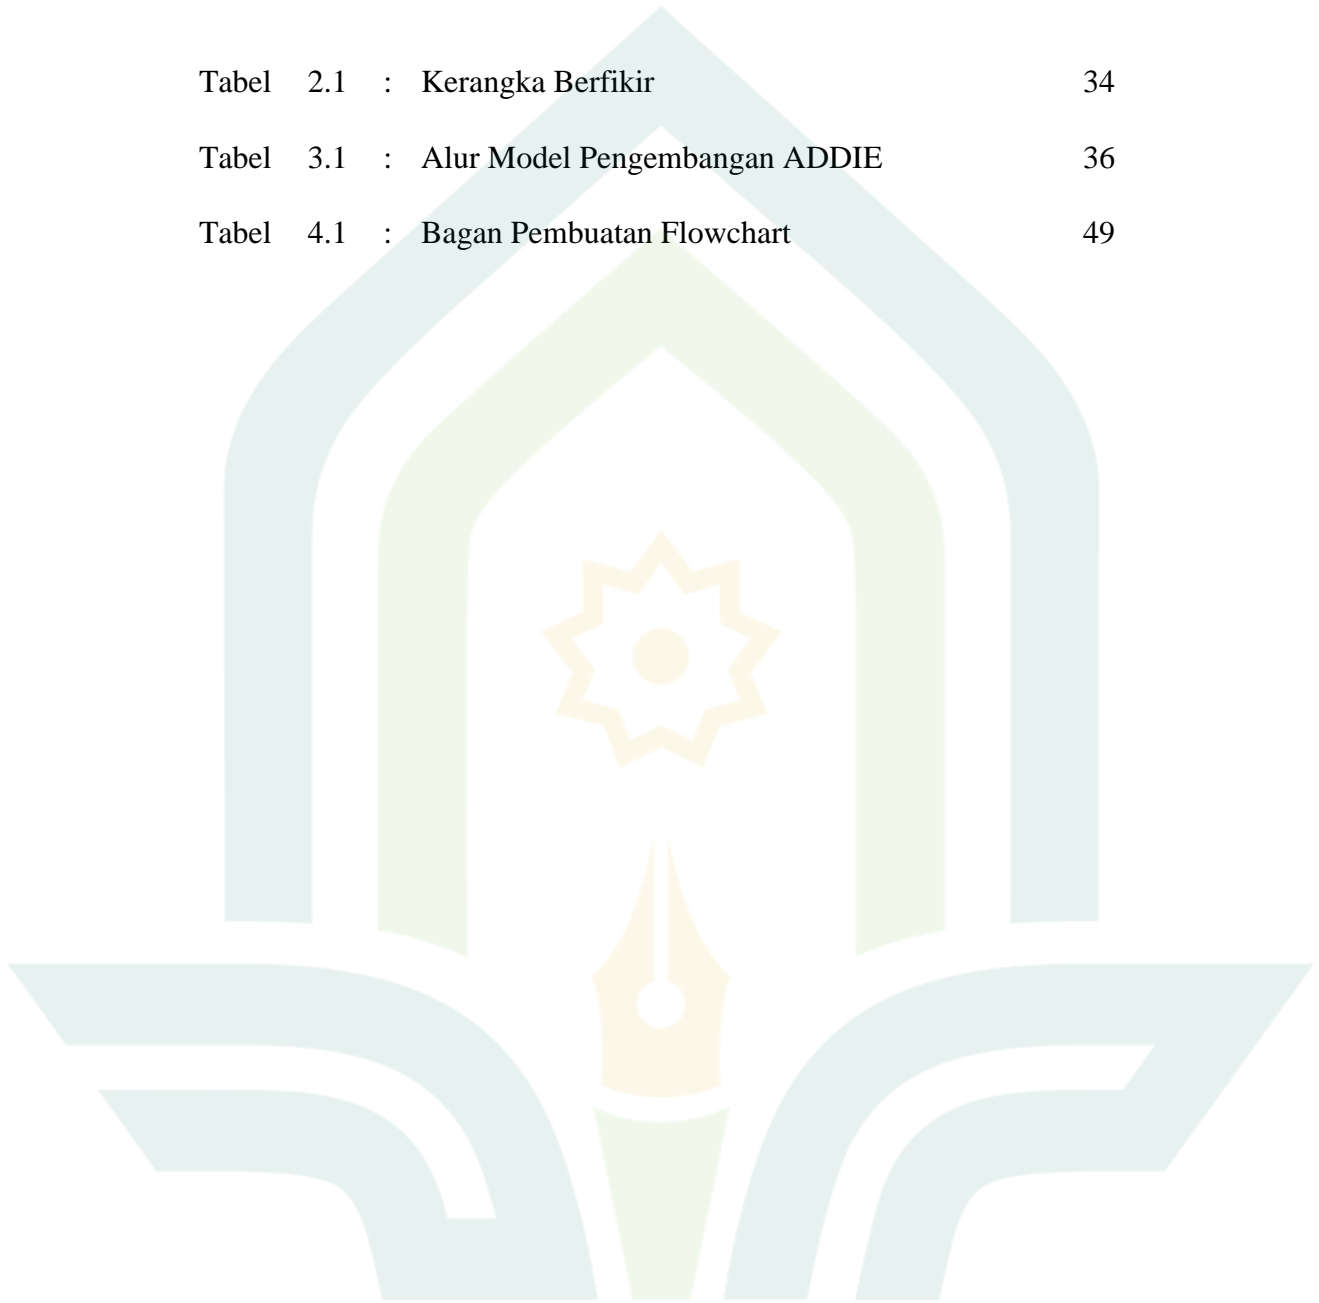 Tabel 2.1 : Kerangka Berfikir 34
Tabel 3.1 : Alur Model Pengembangan ADDIE 36
Tabel 4.1 : Bagan Pembuatan Flowchart 49